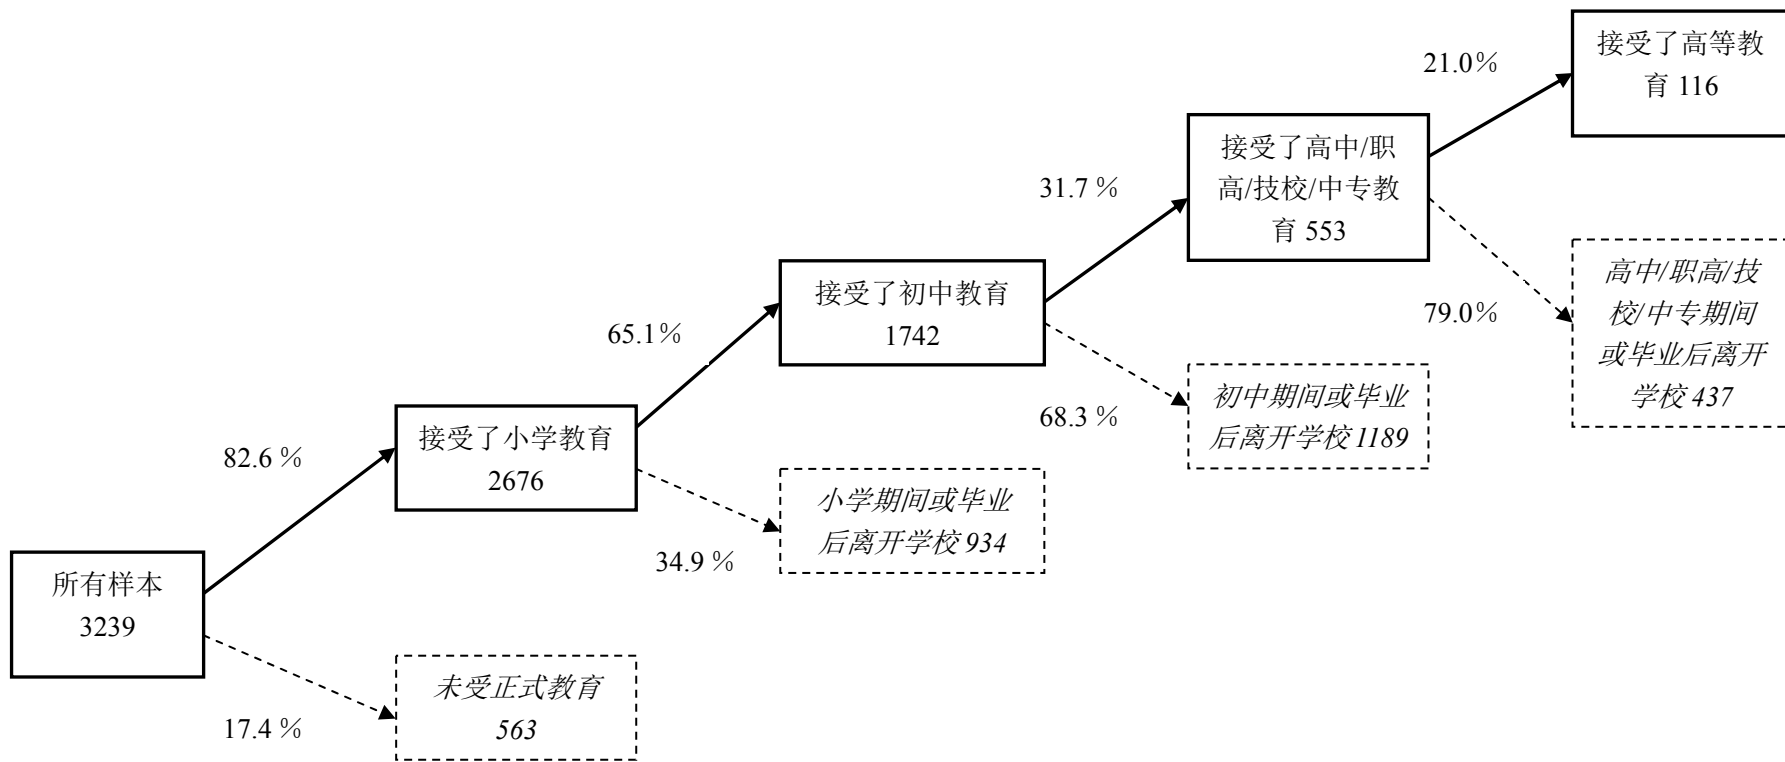 接受了高等教
育 116
21.0%
接受了高中/职
高/技校/中专教
育 553
31.7 %
高中/职高/技
校/中专期间
或毕业后离开
学校 437
79.0%
接受了初中教育
1742
65.1%
初中期间或毕业
后离开学校 1189
68.3 %
接受了小学教育
2676
82.6 %
小学期间或毕业
后离开学校 934
34.9 %
所有样本
3239
未受正式教育
563
17.4 %